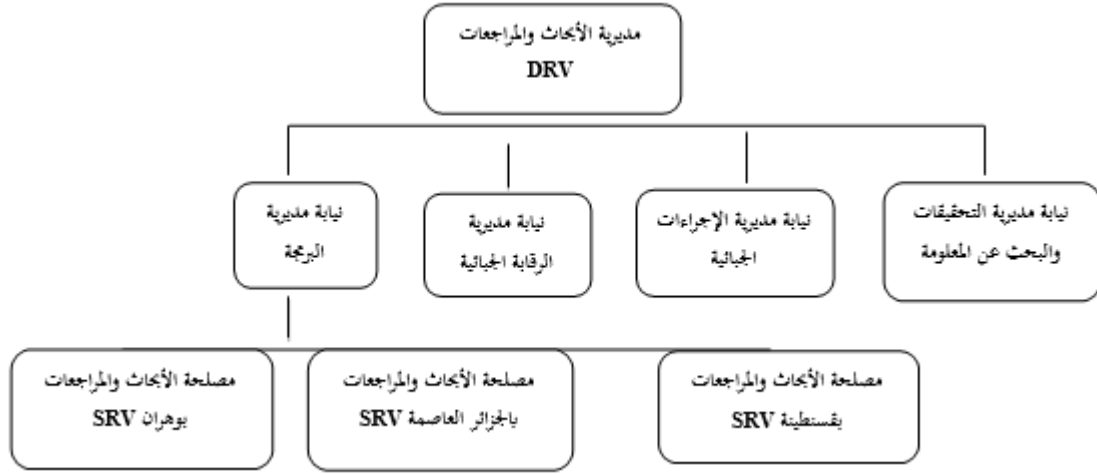 مديرية الأبحاث والمراجعات
DRV
نيابة مديرية التحقيقات
والبحث عن المعلومة
نيابة مديرية الإجراءات
الجبائية
نيابة مديرية
الرقابة الجبائية
نيابة مديرية
البرمجة
مصلحة الأبحاث والمراجعات
بقسنطينة SRV
مصلحة الأبحاث والمراجعات
بالجزائر العاصمة SRV
مصلحة الأبحاث والمراجعات
بوهران SRV